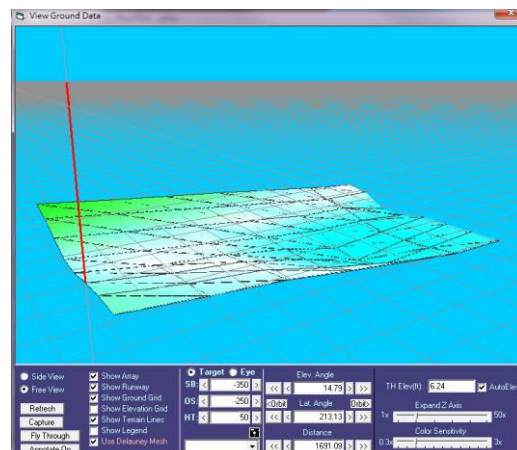 View Ground Data
Side View
Free View
Refresh
Capture
Fly Through
Annotate On
Show Array
Show Runway
Show Ground Grid
Show Elevation Grid
Show Terrain Lines
Show Legend
Use Delauney Mesh
Target Eye
SB: < -350 >
OS: < -250 >
HT: < 50 >
Elev. Angle
<< < 14.79 > >>
<Orbit Lat. Angle Orbit>
<< < 213.13 > >>
Distance
<< < 1691.09 > >>
TH Elev(ft) 6.24 AutoElev
Expand Z Axis
1x 50x
Color Sensitivity
0.3x 3x